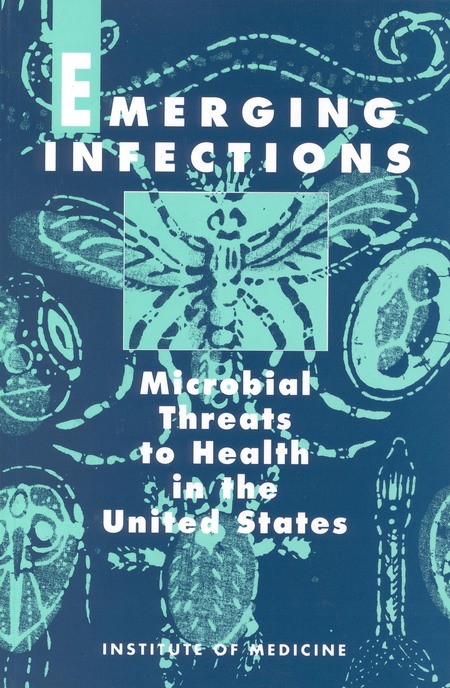 EMERGING
INFECTIONS
Microbial
Threats
to Health
in the
United States
INSTITUTE OF MEDICINE